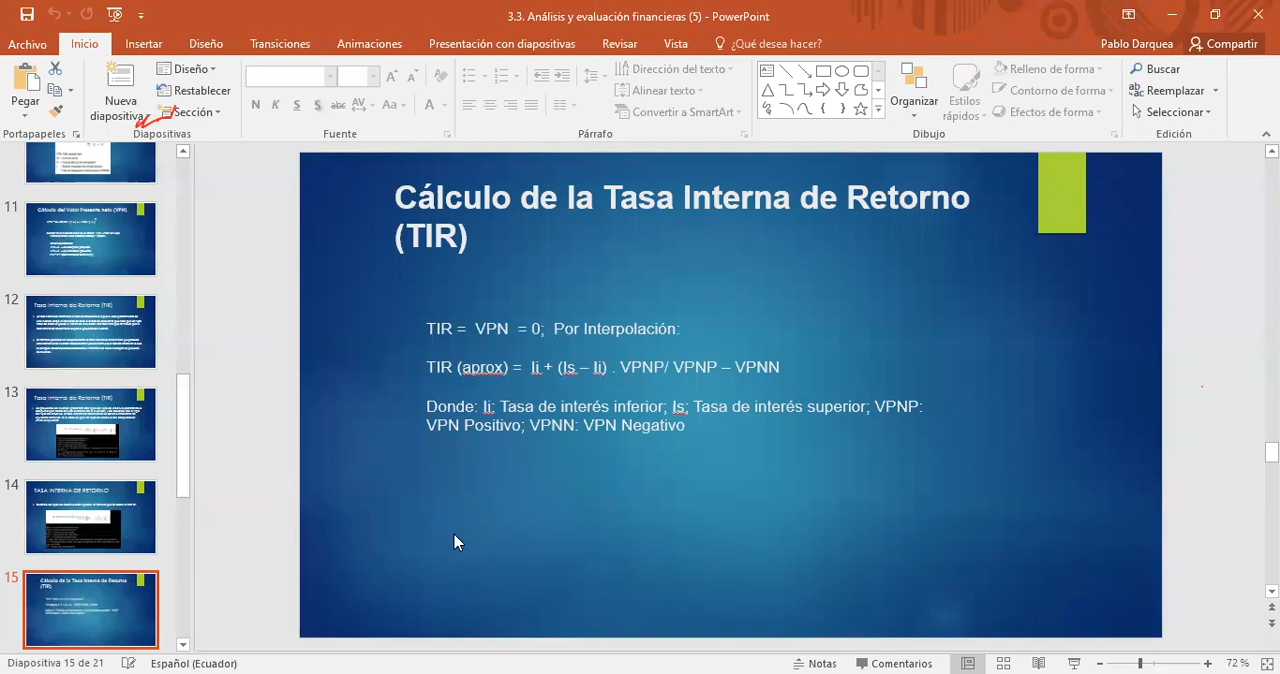 3.3. Análisis y evaluación financieras (5) - PowerPoint
Archivo Inicio Insertar Diseño Transiciones Animaciones Presentación con diapositivas Revisar Vista ¿Qué desea hacer? Pablo Darquea Compartir
Pegar
Nueva diapositiva
Diseño
Restablecer
Sección
N K S S abc AV Aa A
Dirección del texto
Alinear texto
Convertir a SmartArt
Organizar
Estilos rápidos
Relleno de forma
Contorno de forma
Efectos de forma
Buscar
Reemplazar
Seleccionar
Portapapeles Diapositivas Fuente Párrafo Dibujo Edición
11
Cálculo del Valor Presente neto (VPN)
12
Tasa Interna de Retorno (TIR)
13
Tasa Interna de Retorno (TIR)
14
TASA INTERNA DE RETORNO
15
Cálculo de la Tasa Interna de Retorno
(TIR)
Cálculo de la Tasa Interna de Retorno
(TIR)
TIR = VPN = 0; Por Interpolación:
TIR (aprox) = Ii + (Is – Ii) . VPNP/ VPNP – VPNN
Donde: Ii: Tasa de interés inferior; Is; Tasa de interés superior; VPNP:
VPN Positivo; VPNN: VPN Negativo
Diapositiva 15 de 21 Español (Ecuador) Notas Comentarios 72 %